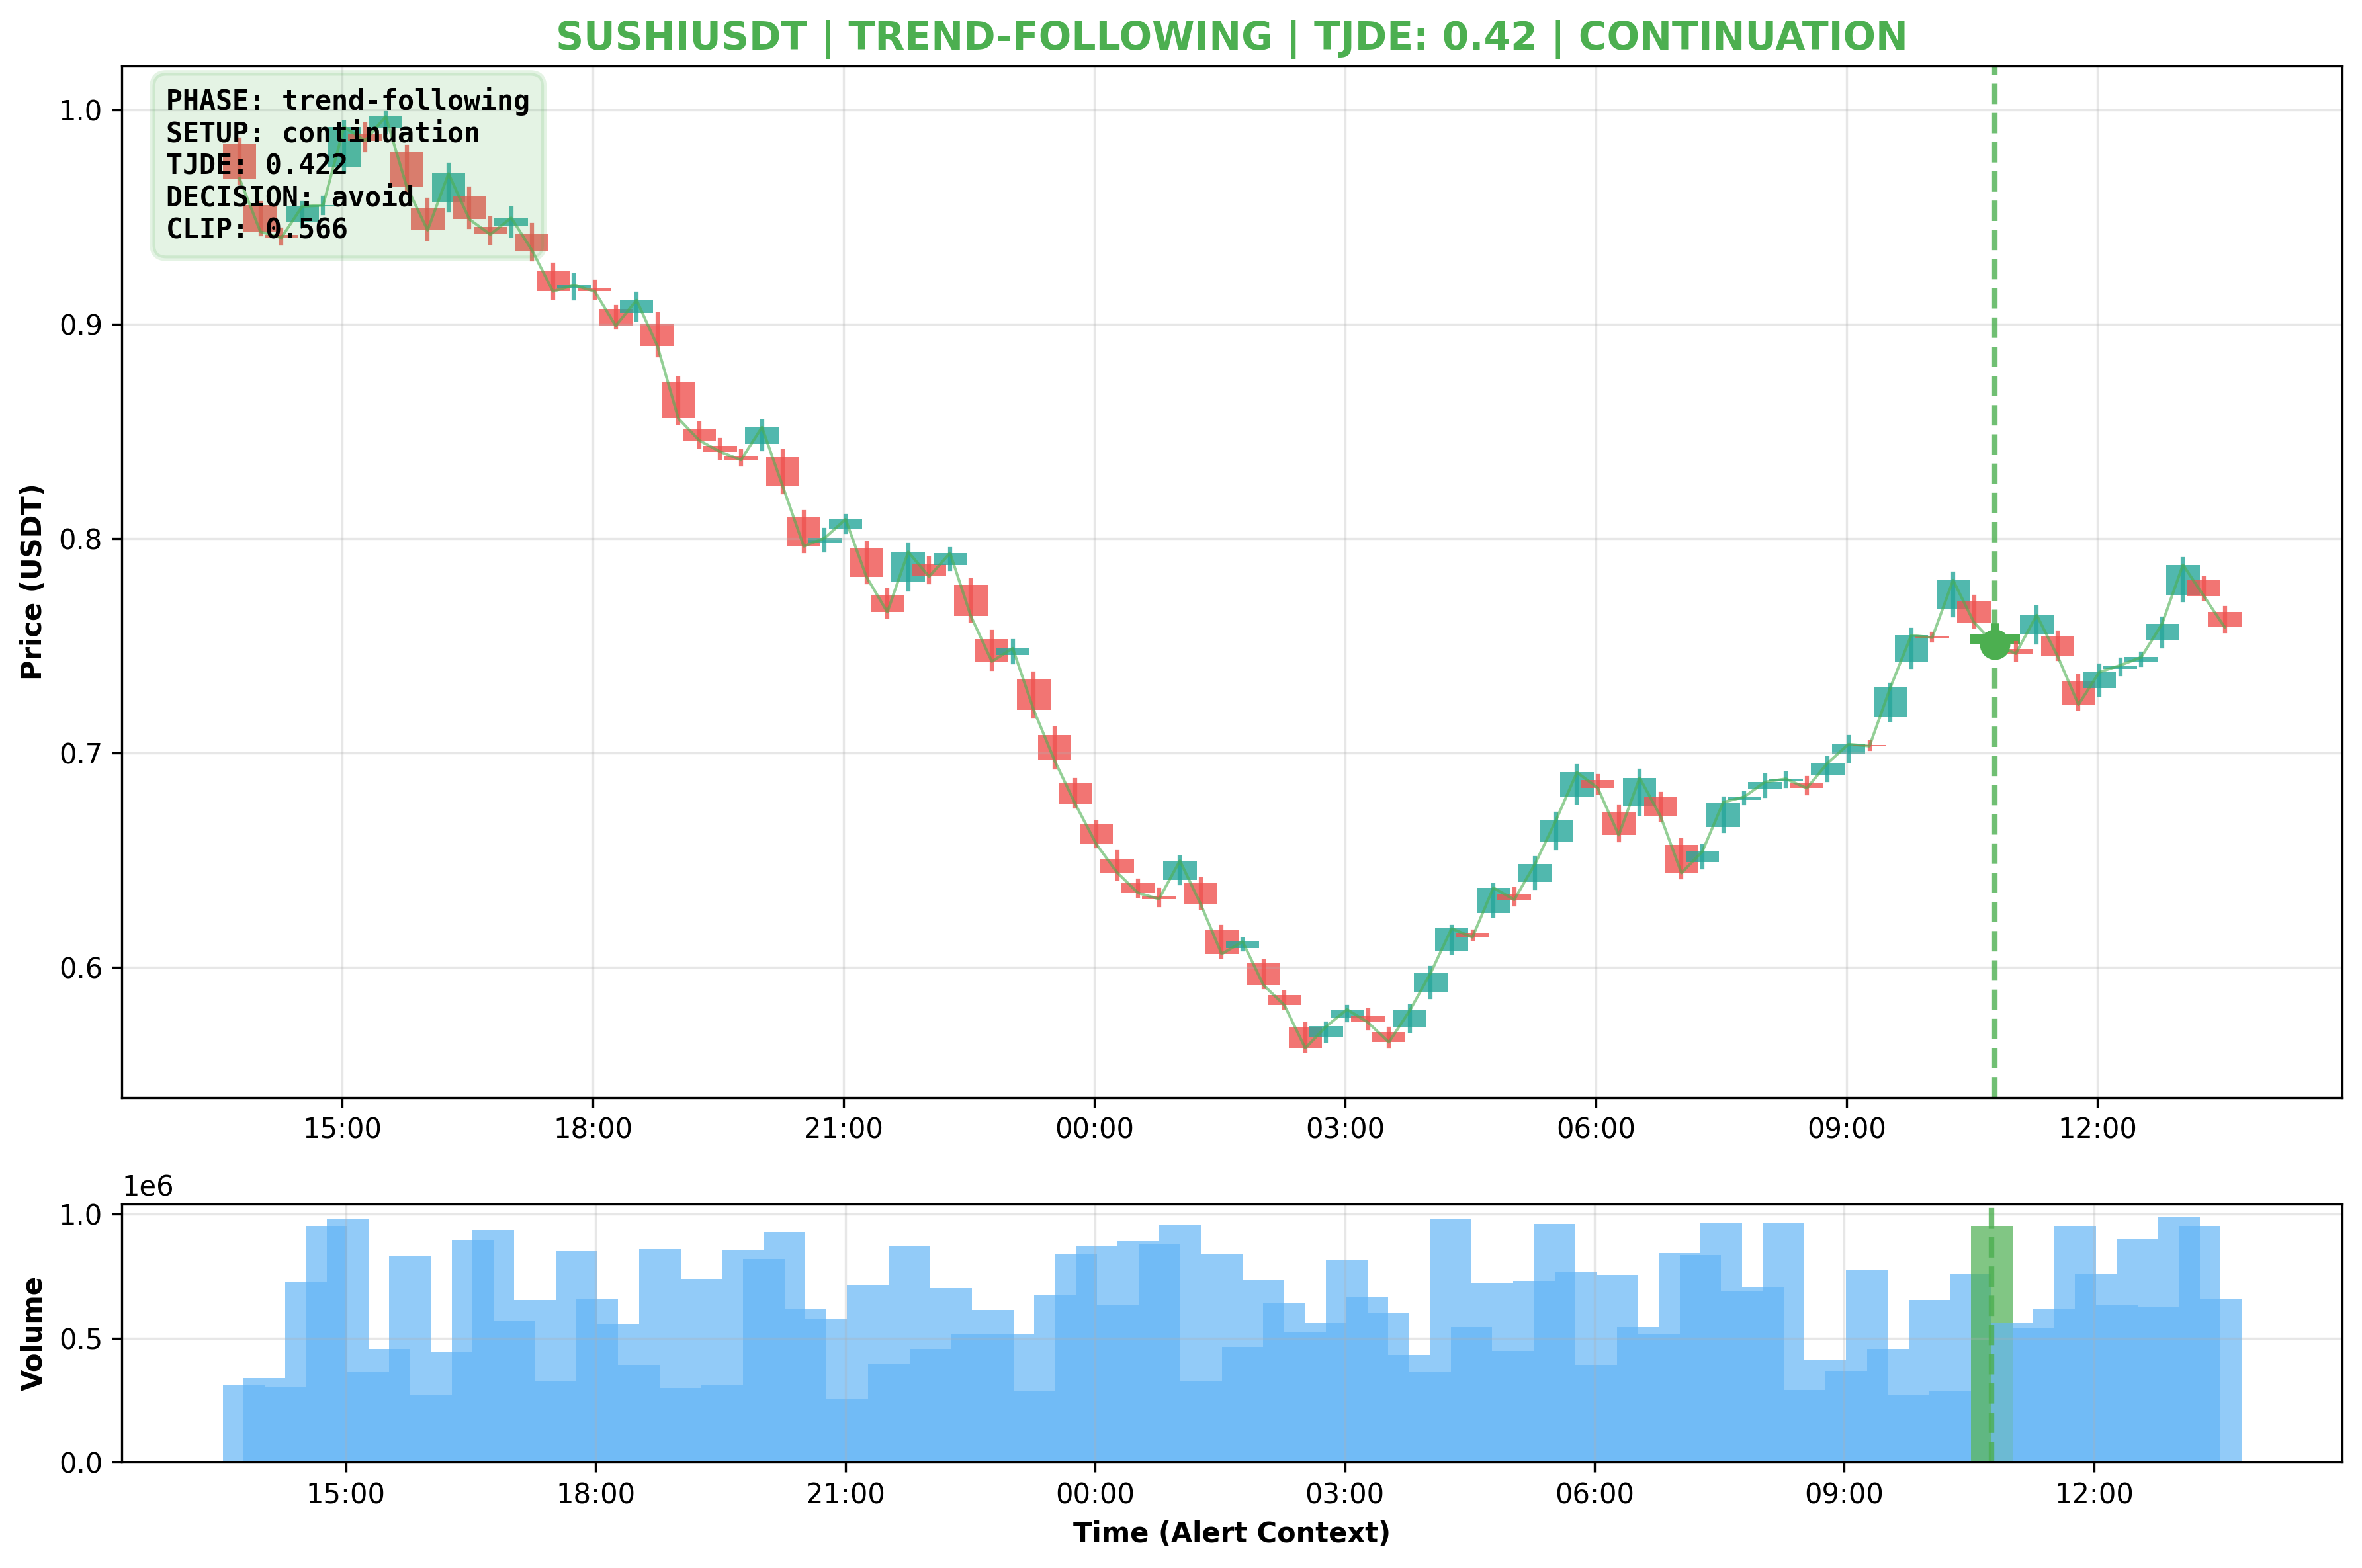 SUSHIUSDT | TREND-FOLLOWING | TJDE: 0.42 | CONTINUATION
PHASE: trend-following
SETUP: continuation
TJDE: 0.422
DECISION: avoid
CLIP: 0.566
Price (USDT)
1.0
0.9
0.8
0.7
0.6
15:00 18:00 21:00 00:00 03:00 06:00 09:00 12:00
1e6
Volume
1.0
0.5
0.0
15:00 18:00 21:00 00:00 03:00 06:00 09:00 12:00
Time (Alert Context)